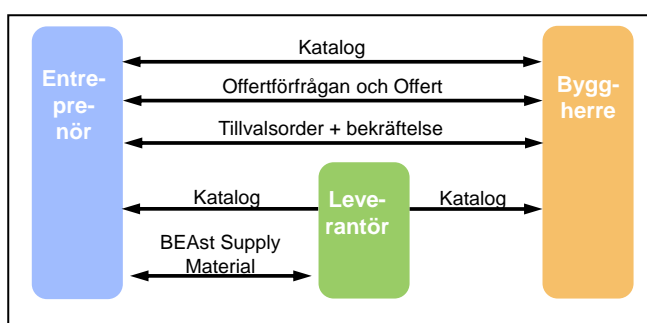 Katalog
Entre-
pre-
nör
Offertförfrågan och Offert
Bygg-
herre
Tillvalsorder + bekräftelse
Katalog
Leve-
rantör
Katalog
BEAst Supply
Material